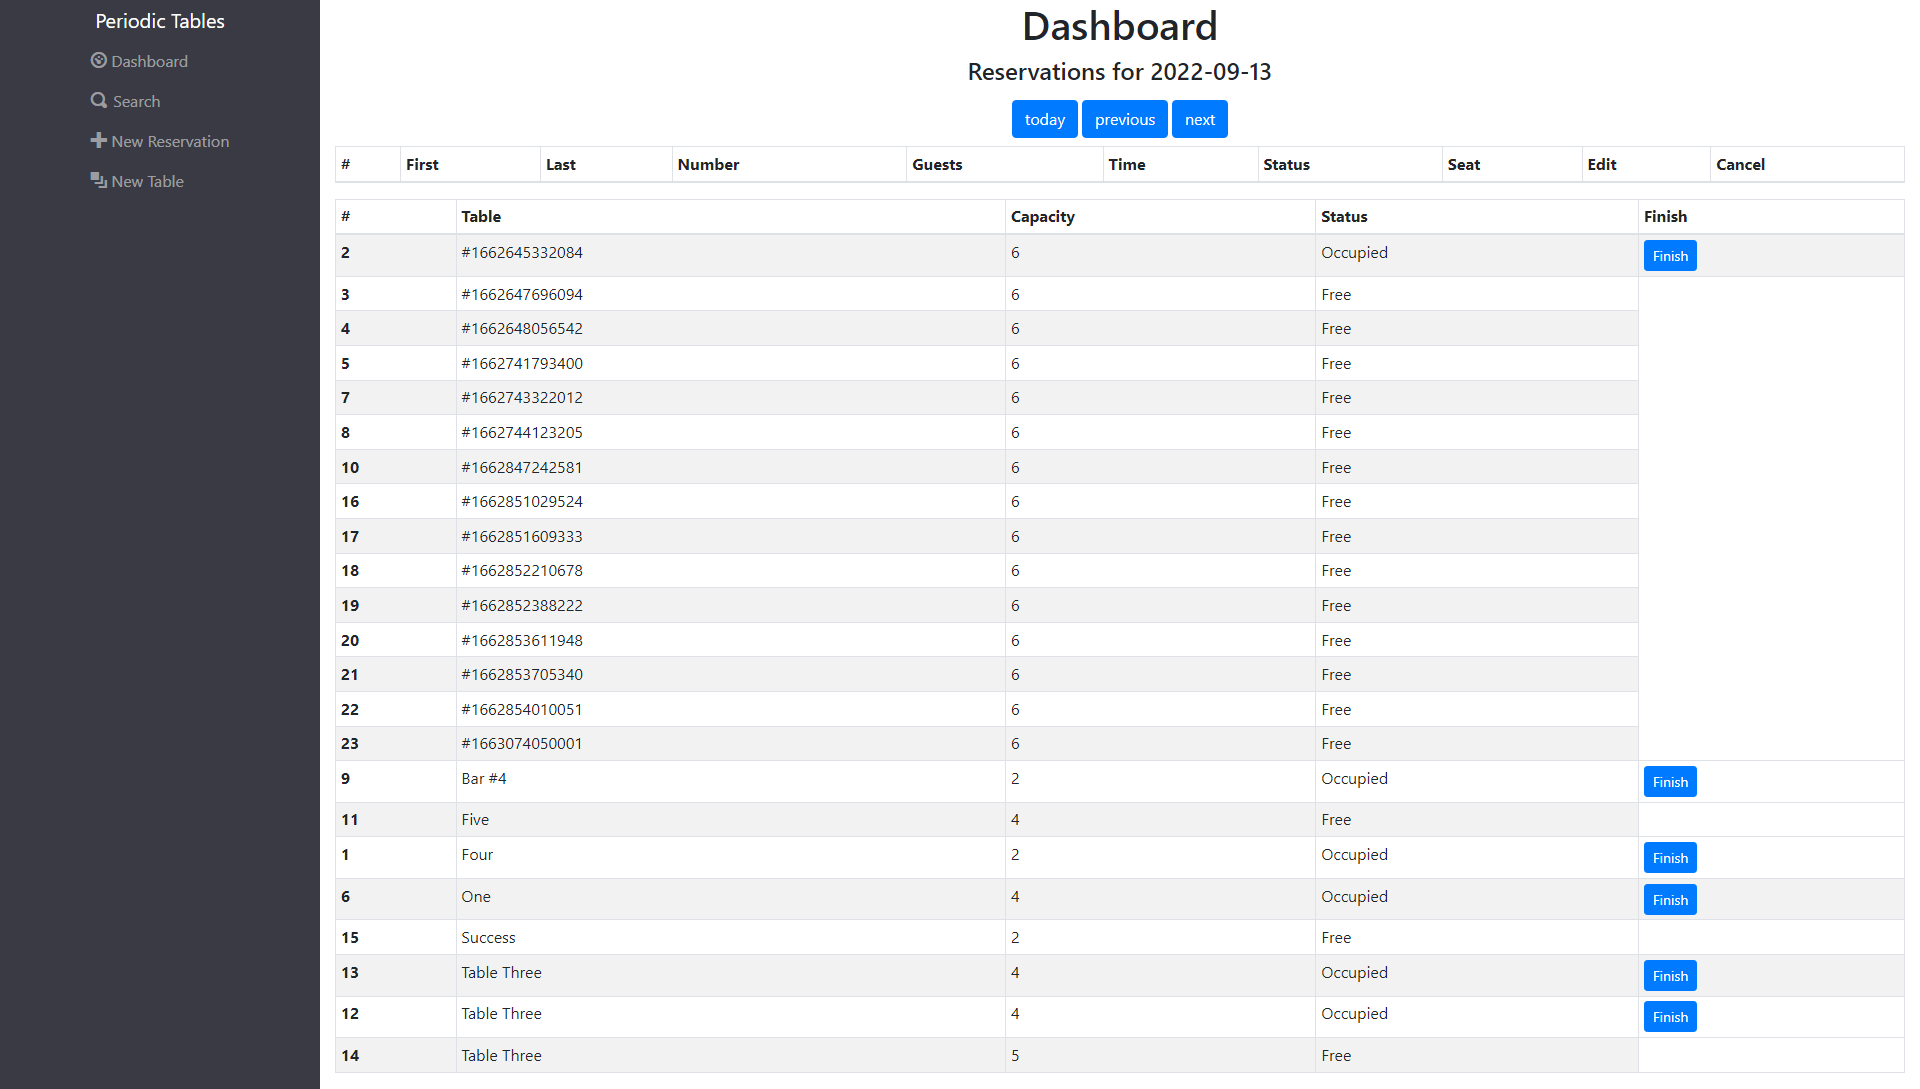 Periodic Tables
Dashboard
Search
New Reservation
New Table
Dashboard
Reservations for 2022-09-13
today previous next
# First Last Number Guests Time Status Seat Edit Cancel
# Table Capacity Status Finish
2 #1662645332084 6 Occupied Finish
3 #1662647696094 6 Free
4 #1662648056542 6 Free
5 #1662741793400 6 Free
7 #1662743322012 6 Free
8 #1662744123205 6 Free
10 #1662847242581 6 Free
16 #1662851029524 6 Free
17 #1662851609333 6 Free
18 #1662852210678 6 Free
19 #1662852388222 6 Free
20 #1662853611948 6 Free
21 #1662853705340 6 Free
22 #1662854010051 6 Free
23 #1663074050001 6 Free
9 Bar #4 2 Occupied Finish
11 Five 4 Free
1 Four 2 Occupied Finish
6 One 4 Occupied Finish
15 Success 2 Free
13 Table Three 4 Occupied Finish
12 Table Three 4 Occupied Finish
14 Table Three 5 Free